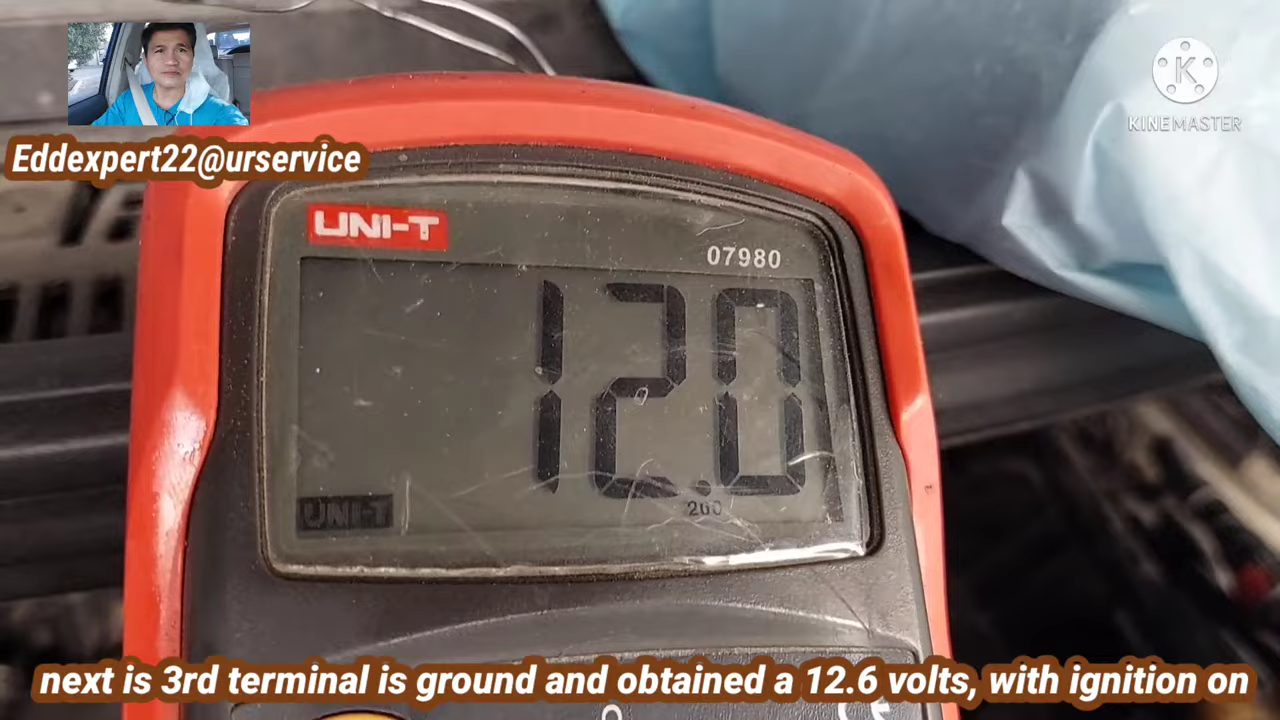 KINEMASTER
Eddexpert22@urservice
UNI-T
07980
12.0
200
UNI-T
next is 3rd terminal is ground and obtained a 12.6 volts, with ignition on